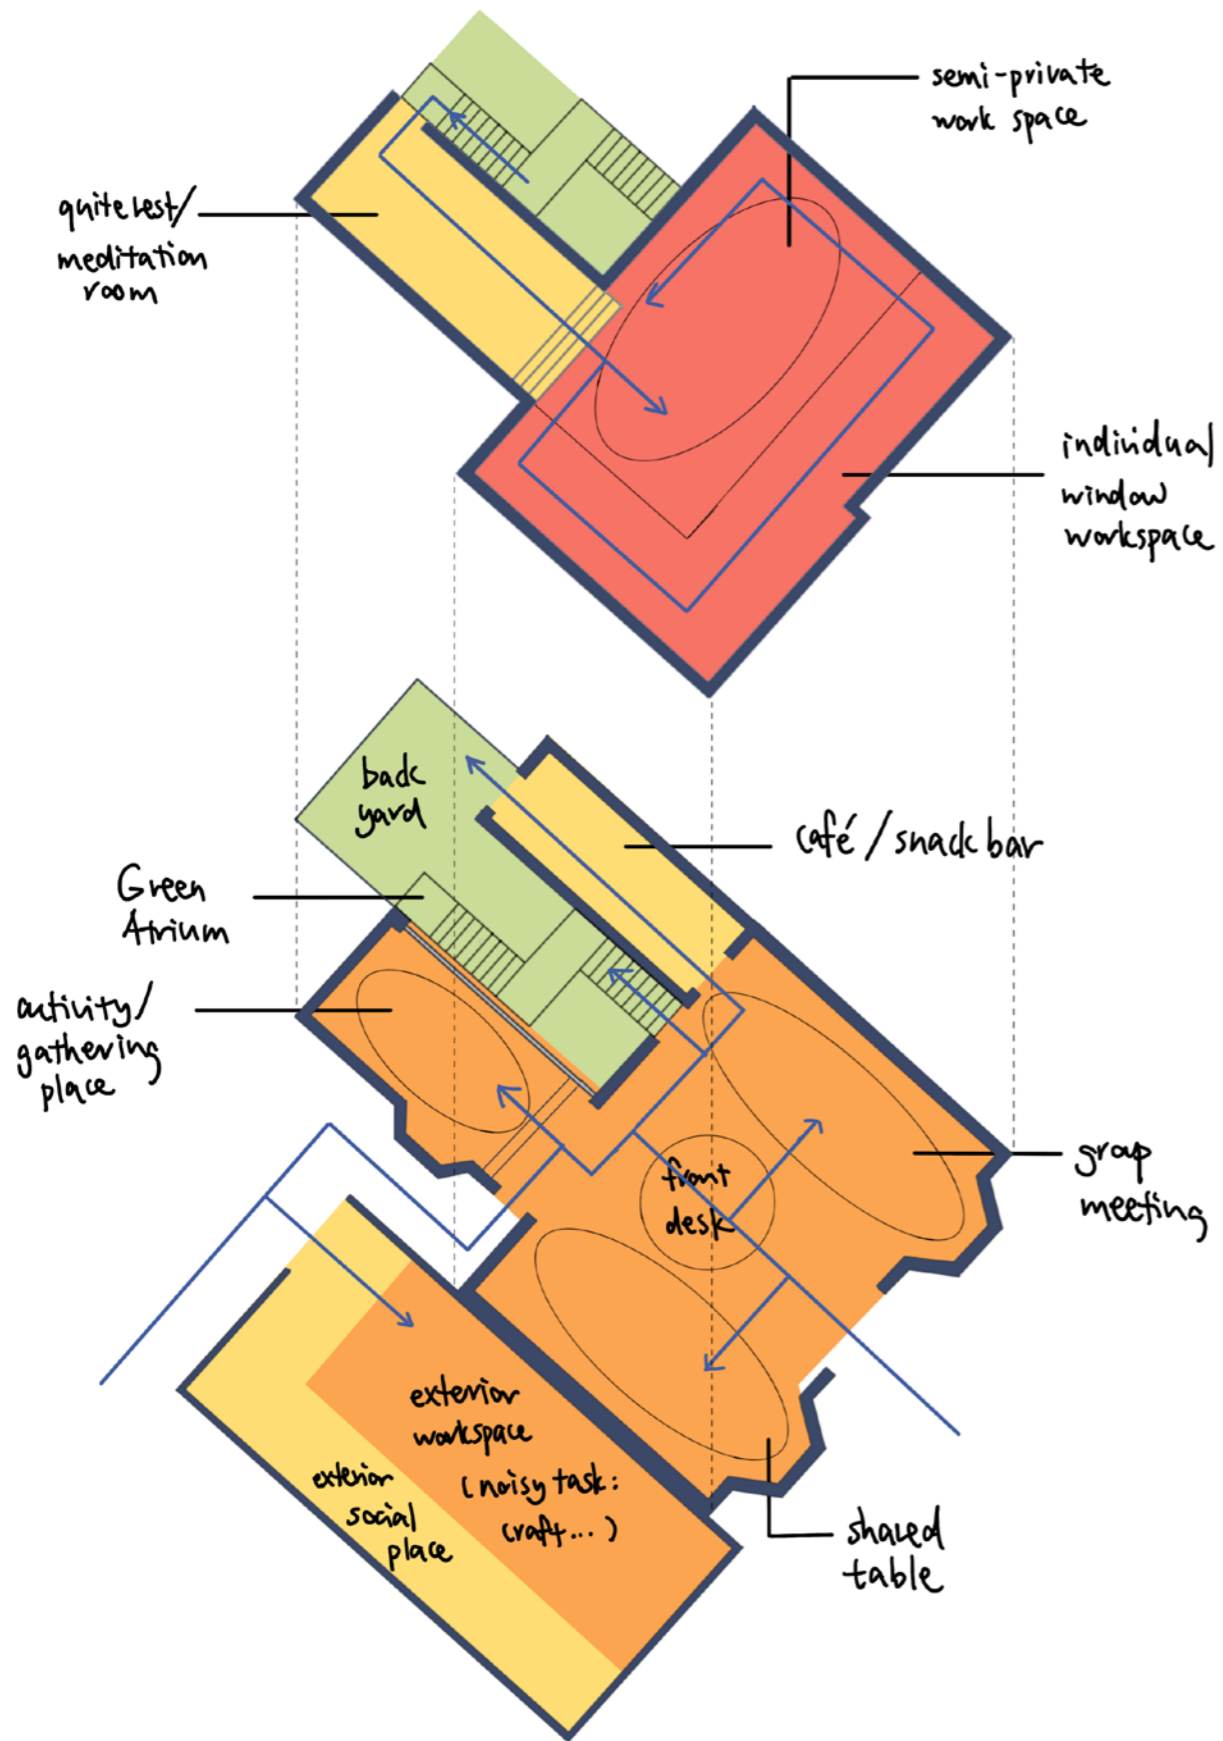 semi-private
work space
quite rest/
meditation
room
individual
window
workspace
back
yard
café / snack bar
Green
Atrium
activity/
gathering
place
front
desk
group
meeting
exterior
workspace
(noisy task:
craft...)
exterior
social
place
shared
table